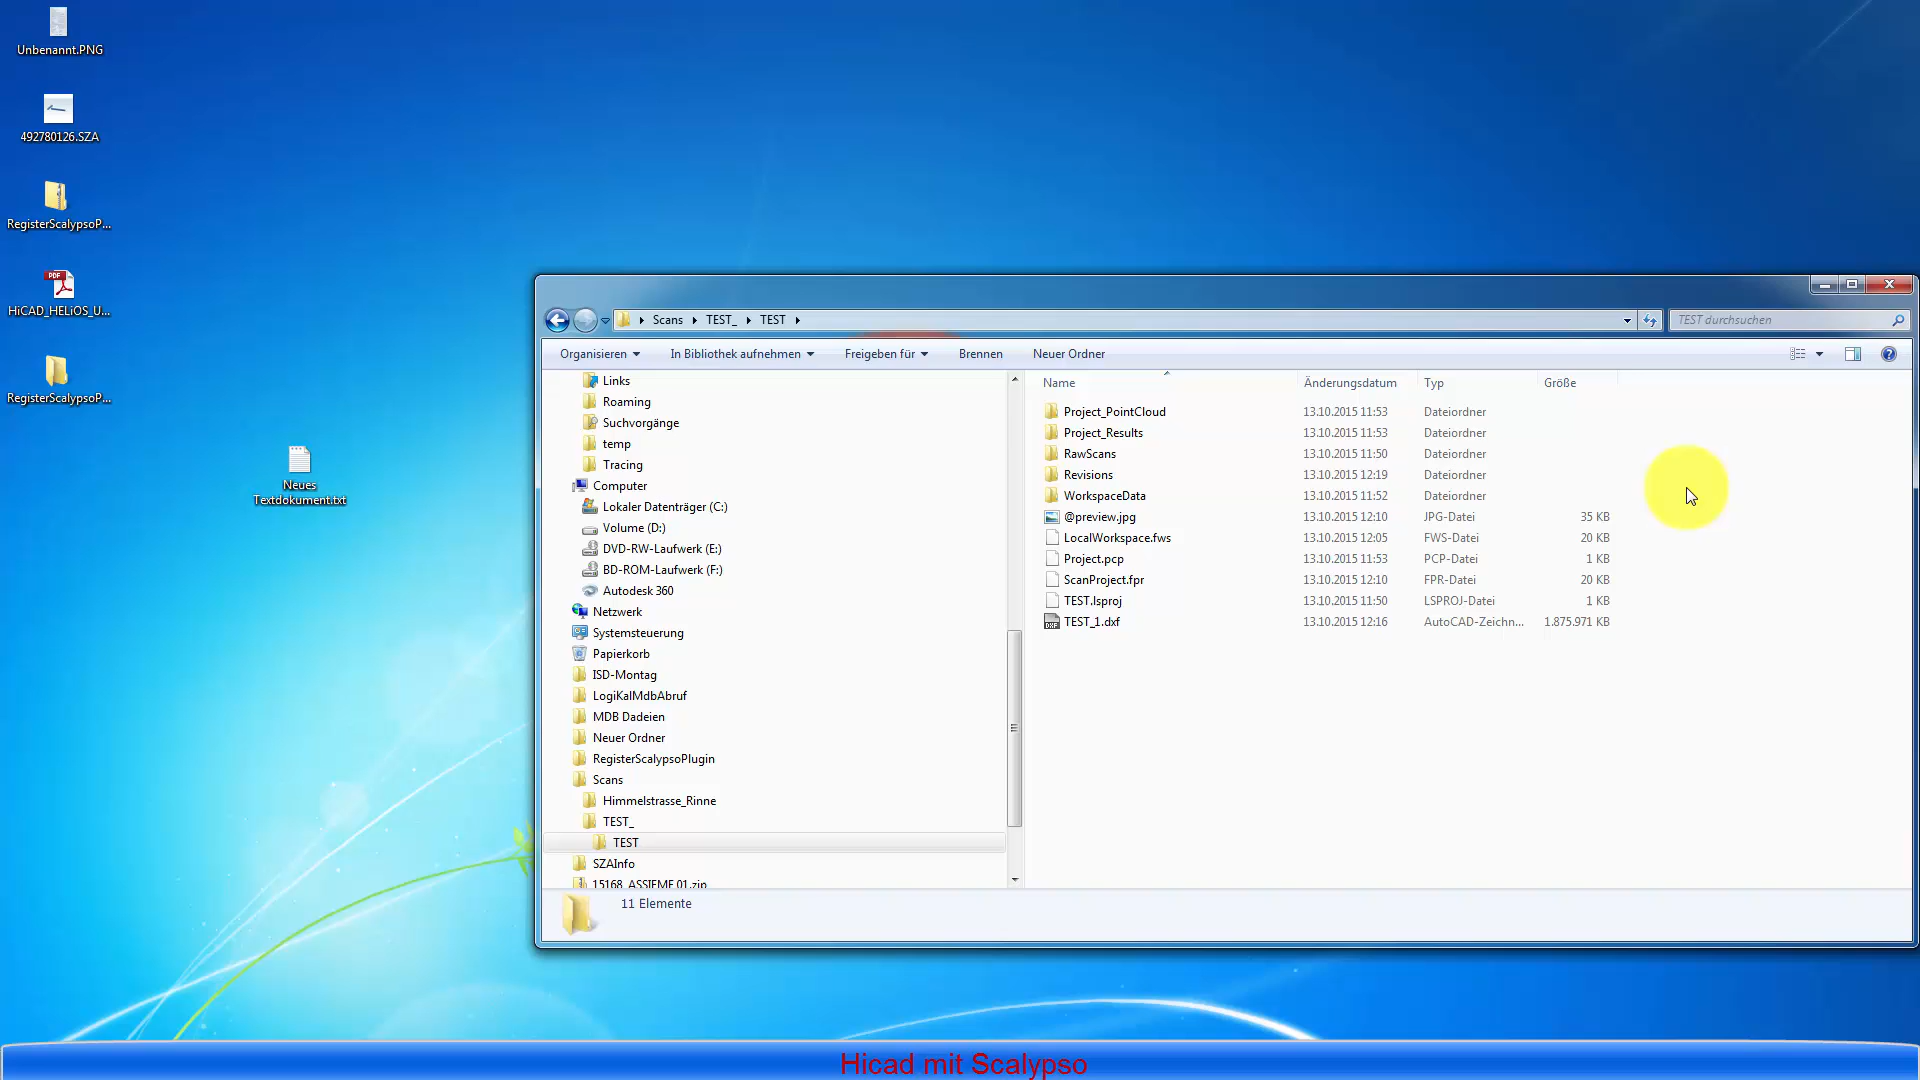 Unbenannt.PNG
492780126.SZA
RegisterScalypsoP...
HiCAD_HELiOS_U...
RegisterScalypsoP...
Neues
Textdokument.txt
Scans TEST_ TEST
TEST durchsuchen
Organisieren In Bibliothek aufnehmen Freigeben für Brennen Neuer Ordner
Links
Roaming
Suchvorgänge
temp
Tracing
Computer
Lokaler Datenträger (C:)
Volume (D:)
DVD-RW-Laufwerk (E:)
BD-ROM-Laufwerk (F:)
Autodesk 360
Netzwerk
Systemsteuerung
Papierkorb
ISD-Montag
LogiKalMdbAbruf
MDB Dadeien
Neuer Ordner
RegisterScalypsoPlugin
Scans
Himmelstrasse_Rinne
TEST_
TEST
SZAInfo
15168_ASSIEME 01.zip
Name Änderungsdatum Typ Größe
Project_PointCloud 13.10.2015 11:53 Dateiordner
Project_Results 13.10.2015 11:53 Dateiordner
RawScans 13.10.2015 11:50 Dateiordner
Revisions 13.10.2015 12:19 Dateiordner
WorkspaceData 13.10.2015 11:52 Dateiordner
@preview.jpg 13.10.2015 12:10 JPG-Datei 35 KB
LocalWorkspace.fws 13.10.2015 12:05 FWS-Datei 20 KB
Project.pcp 13.10.2015 11:53 PCP-Datei 1 KB
ScanProject.fpr 13.10.2015 12:10 FPR-Datei 20 KB
TEST.lsproj 13.10.2015 11:50 LSPROJ-Datei 1 KB
TEST_1.dxf 13.10.2015 12:16 AutoCAD-Zeichn... 1.875.971 KB
11 Elemente
Hicad mit Scalypso